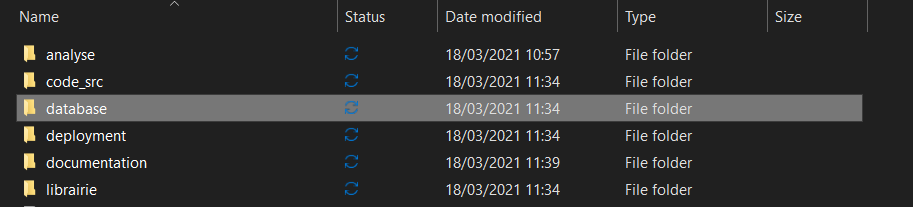 Name Status Date modified Type Size
analyse 18/03/2021 10:57 File folder
code_src 18/03/2021 11:34 File folder
database 18/03/2021 11:34 File folder
deployment 18/03/2021 11:34 File folder
documentation 18/03/2021 11:39 File folder
librairie 18/03/2021 11:34 File folder